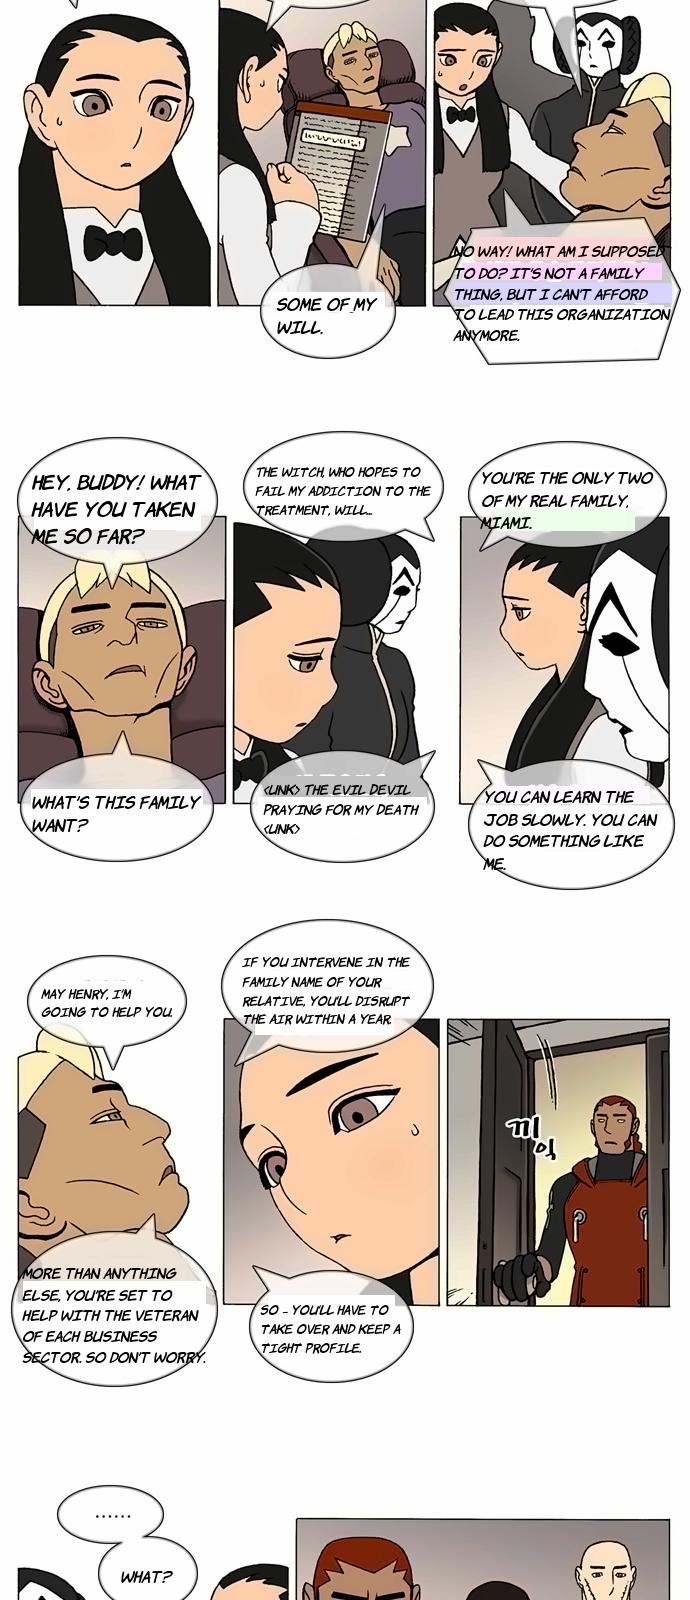 SOME OF MY
WILL.
NO WAY! WHAT AM I SUPPOSED
TO DO? IT'S NOT A FAMILY
THING, BUT I CAN'T AFFORD
TO LEAD THIS ORGANIZATION
ANYMORE.
HEY, BUDDY! WHAT
HAVE YOU TAKEN
ME SO FAR?
WHAT'S THIS FAMILY
WANT?
THE WITCH, WHO HOPES TO
FAIL MY ADDICTION TO THE
TREATMENT, WILL...
<UNK> THE EVIL DEVIL
PRAYING FOR MY DEATH
<UNK>
YOU'RE THE ONLY TWO
OF MY REAL FAMILY,
MIAMI.
YOU CAN LEARN THE
JOB SLOWLY. YOU CAN
DO SOMETHING LIKE
ME.
MAY HENRY, I'M
GOING TO HELP YOU.
MORE THAN ANYTHING
ELSE, YOU'RE SET TO
HELP WITH THE VETERAN
OF EACH BUSINESS
SECTOR. SO DON'T WORRY.
IF YOU INTERVENE IN THE
FAMILY NAME OF YOUR
RELATIVE, YOU'LL DISRUPT
THE AIR WITHIN A YEAR.
SO - YOU'LL HAVE TO
TAKE OVER AND KEEP A
TIGHT PROFILE.
끼익
......
WHAT?